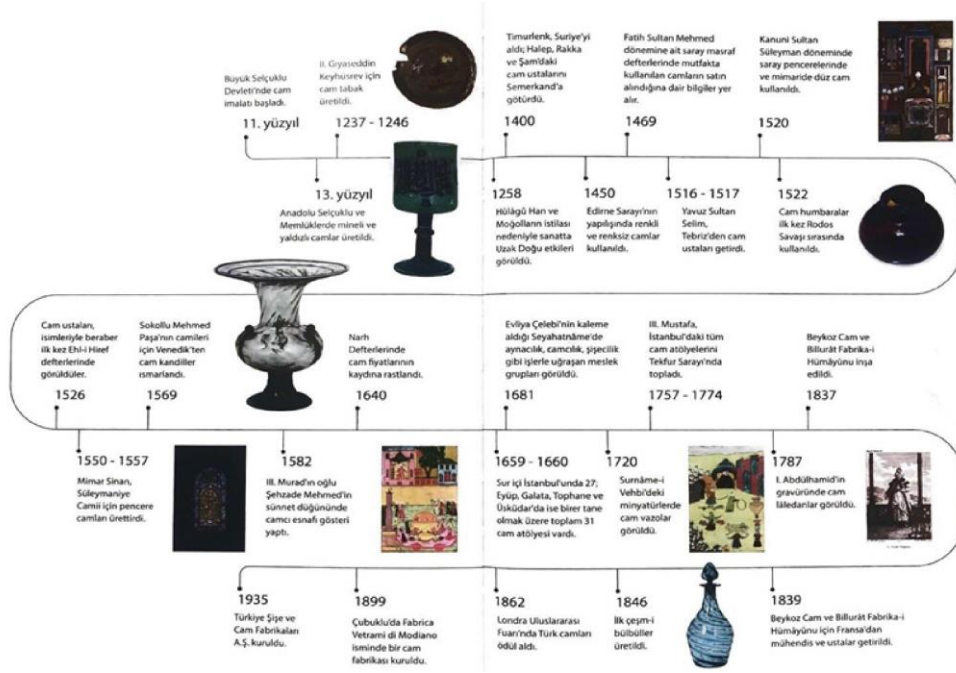 Büyük Selçuklu
Devleti'nde cam
imalatı başladı.
11. yüzyıl
II. Gıyaseddin
Keyhüsrev için
cam tabak
üretildi.
1237 - 1246
13. yüzyıl
Anadolu Selçuklu ve
Memlüklerde mineli ve
yaldızlı camlar üretildi.
Timurlenk, Suriye'yi
aldı; Halep, Rakka
ve Şam'daki
cam ustalarını
Semerkand'a
götürdü.
1400
Fatih Sultan Mehmed
dönemine ait saray masraf
defterlerinde mutfakta
kullanılan camların satın
alındığına dair bilgiler yer
alır.
1469
Kanuni Sultan
Süleyman döneminde
saray pencerelerinde
ve mimaride düz cam
kullanıldı.
1520
1258
Hülâgû Han ve
Moğolların istilası
nedeniyle sanatta
Uzak Doğu etkileri
görüldü.
1450
Edirne Sarayı'nın
yapılışında renkli
ve renksiz camlar
kullanıldı.
1516 - 1517
Yavuz Sultan
Selim,
Tebriz'den cam
ustaları getirdi.
1522
Cam humbaralar
ilk kez Rodos
Savaşı sırasında
kullanıldı.
Cam ustaları,
isimleriyle beraber
ilk kez Ehl-i Hiref
defterlerinde
görüldüler.
1526
Sokollu Mehmed
Paşa'nın camileri
için Venedik'ten
cam kandiller
ısmarlandı.
1569
Narh
Defterlerinde
cam fiyatlarının
kaydına rastlandı.
1640
Evliya Çelebi'nin kaleme
aldığı Seyahatnâme'de
aynacılık, camcılık, şişecilik
gibi işlerle uğraşan meslek
grupları görüldü.
1681
III. Mustafa,
İstanbul'daki tüm
cam atölyelerini
Tekfur Sarayı'nda
topladı.
1757 - 1774
Beykoz Cam ve
Billurât Fabrika-i
Hümâyûnu inşa
edildi.
1837
1550 - 1557
Mimar Sinan,
Süleymaniye
Camii için pencere
camları ürettirdi.
1582
III. Murad'ın oğlu
Şehzade Mehmed'in
sünnet düğününde
camcı esnafı gösteri
yaptı.
1659 - 1660
Sur içi İstanbul'unda 27;
Eyüp, Galata, Tophane ve
Üsküdar'da ise birer tane
olmak üzere toplam 31
cam atölyesi vardı.
1720
Surnâme-i
Vehbi'deki
minyatürlerde
cam vazolar
görüldü.
1787
I. Abdülhamid'in
gravüründe cam
lâledanlar görüldü.
1935
Türkiye Şişe ve
Cam Fabrikaları
A.Ş. kuruldu.
1899
Çubuklu'da Fabrica
Vetrami di Modiano
isminde bir cam
fabrikası kuruldu.
1862
Londra Uluslararası
Fuarı'nda Türk camları
ödül aldı.
1846
İlk çeşm-i
bülbüller
üretildi.
1839
Beykoz Cam ve Billurât Fabrika-i
Hümâyûnu için Fransa'dan
mühendis ve ustalar getirildi.